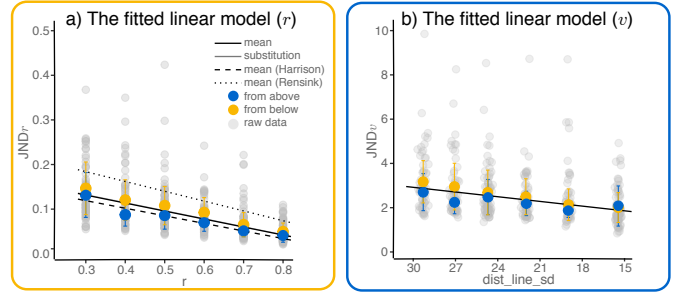 a) The fitted linear model (r)
0.5
0.4
0.3
0.2
0.1
0.0
JNDr
mean
substitution
mean (Harrison)
mean (Rensink)
from above
from below
raw data
0.3 0.4 0.5 0.6 0.7 0.8
r
b) The fitted linear model (v)
10
8
6
4
2
0
JNDv
30 27 24 21 18 15
dist_line_sd